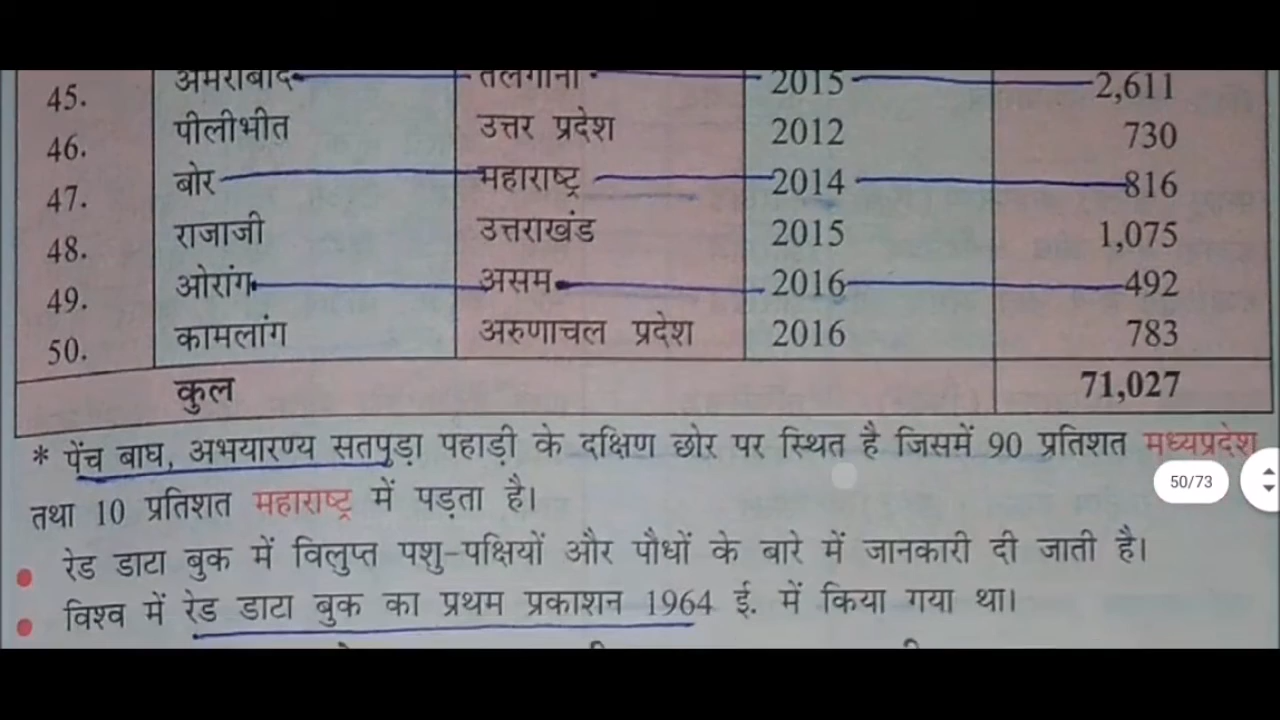 45. अमराबाद तेलंगाना 2015 2,611
46. पीलीभीत उत्तर प्रदेश 2012 730
47. बोर महाराष्ट्र 2014 816
48. राजाजी उत्तराखंड 2015 1,075
49. ओरांग असम 2016 492
50. कामलांग अरुणाचल प्रदेश 2016 783
कुल 71,027
* पेंच बाघ, अभयारण्य सतपुड़ा पहाड़ी के दक्षिण छोर पर स्थित है जिसमें 90 प्रतिशत मध्यप्रदेश
तथा 10 प्रतिशत महाराष्ट्र में पड़ता है।
50/73
रेड डाटा बुक में विलुप्त पशु-पक्षियों और पौधों के बारे में जानकारी दी जाती है।
विश्व में रेड डाटा बुक का प्रथम प्रकाशन 1964 ई. में किया गया था।